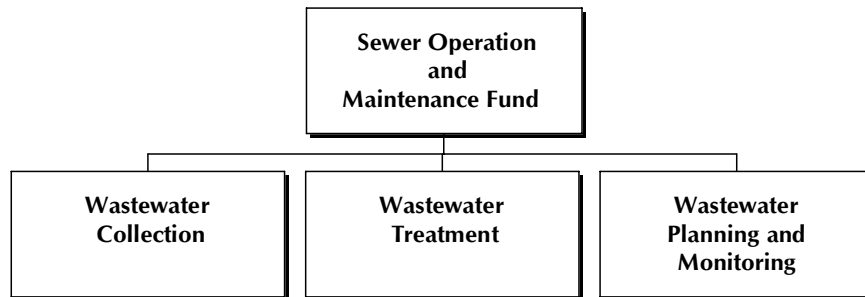 Sewer Operation
and
Maintenance Fund
Wastewater
Collection
Wastewater
Treatment
Wastewater
Planning and
Monitoring